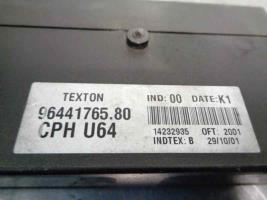 TEXTON IND: 00 DATE: K1
96441765.80
CPH U64
14232935 OFT: 20D1
INDTEX: B 29/10/01